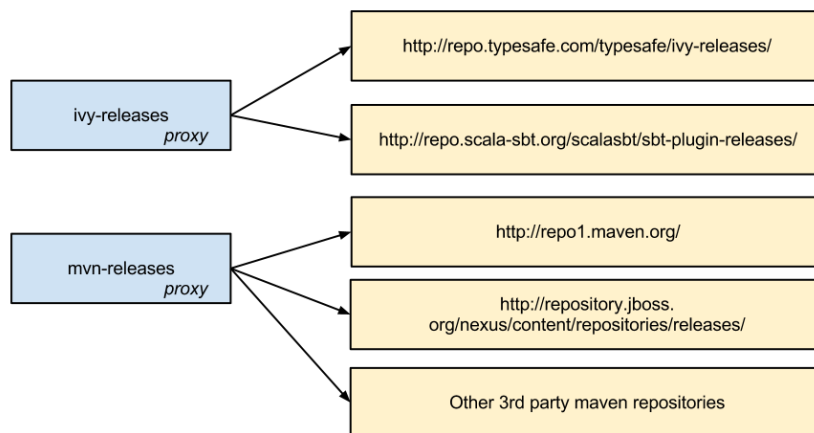 http://repo.typesafe.com/typesafe/ivy-releases/
ivy-releases
proxy
http://repo.scala-sbt.org/scalasbt/sbt-plugin-releases/
mvn-releases
proxy
http://repo1.maven.org/
http://repository.jboss.
org/nexus/content/repositories/releases/
Other 3rd party maven repositories